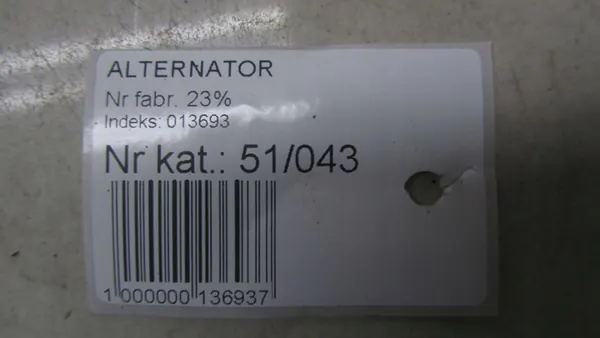 ALTERNATOR
Nr fabr. 23%
Indeks: 013693
Nr kat.: 51/043
1 000000 136937